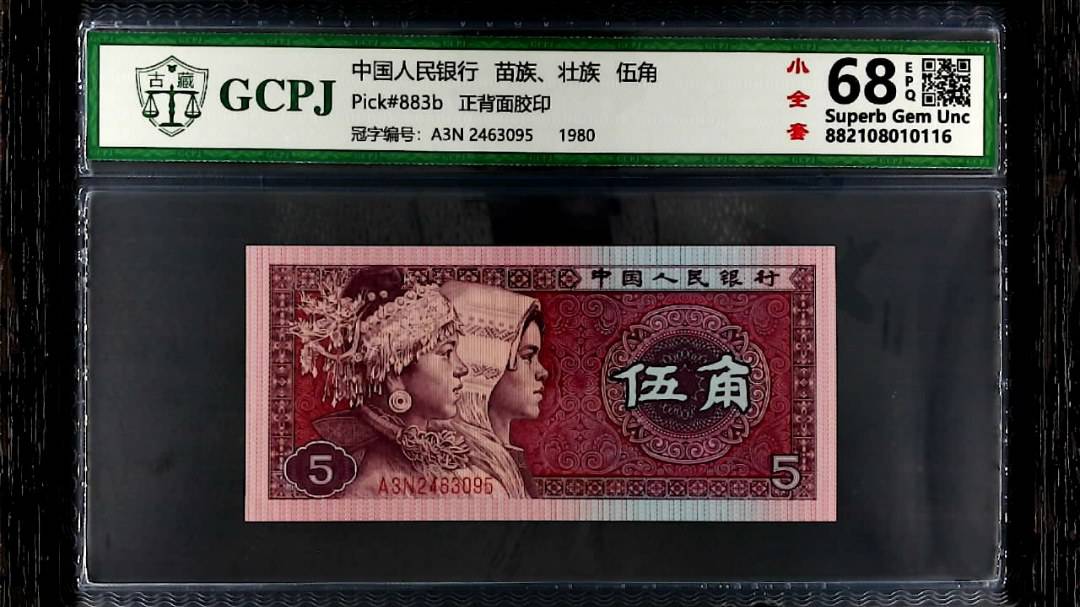 古藏
GCPJ
中国人民银行 苗族、壮族 伍角
Pick#883b 正背面胶印
冠字编号：A3N 2463095 1980
小全套
68 EPQ
Superb Gem Unc
882108010116
中国人民银行
伍角
5
A3N2463095
5